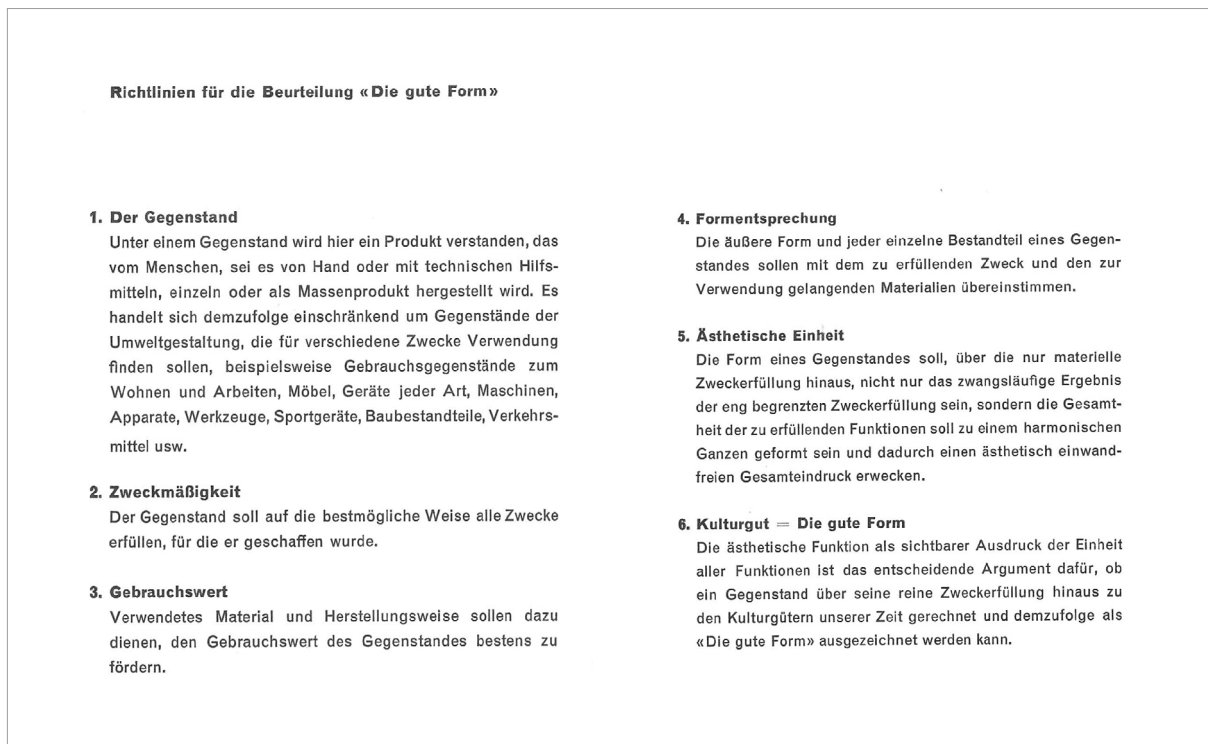 Richtlinien für die Beurteilung «Die gute Form»
1. Der Gegenstand
Unter einem Gegenstand wird hier ein Produkt verstanden, das
vom Menschen, sei es von Hand oder mit technischen Hilfs-
mitteln, einzeln oder als Massenprodukt hergestellt wird. Es
handelt sich demzufolge einschränkend um Gegenstände der
Umweltgestaltung, die für verschiedene Zwecke Verwendung
finden sollen, beispielsweise Gebrauchsgegenstände zum
Wohnen und Arbeiten, Möbel, Geräte jeder Art, Maschinen,
Apparate, Werkzeuge, Sportgeräte, Baubestandteile, Verkehrs-
mittel usw.
2. Zweckmäßigkeit
Der Gegenstand soll auf die bestmögliche Weise alle Zwecke
erfüllen, für die er geschaffen wurde.
3. Gebrauchswert
Verwendetes Material und Herstellungsweise sollen dazu
dienen, den Gebrauchswert des Gegenstandes bestens zu
fördern.
4. Formentsprechung
Die äußere Form und jeder einzelne Bestandteil eines Gegen-
standes sollen mit dem zu erfüllenden Zweck und den zur
Verwendung gelangenden Materialien übereinstimmen.
5. Ästhetische Einheit
Die Form eines Gegenstandes soll, über die nur materielle
Zweckerfüllung hinaus, nicht nur das zwangsläufige Ergebnis
der eng begrenzten Zweckerfüllung sein, sondern die Gesamt-
heit der zu erfüllenden Funktionen soll zu einem harmonischen
Ganzen geformt sein und dadurch einen ästhetisch einwand-
freien Gesamteindruck erwecken.
6. Kulturgut = Die gute Form
Die ästhetische Funktion als sichtbarer Ausdruck der Einheit
aller Funktionen ist das entscheidende Argument dafür, ob
ein Gegenstand über seine reine Zweckerfüllung hinaus zu
den Kulturgütern unserer Zeit gerechnet und demzufolge als
«Die gute Form» ausgezeichnet werden kann.